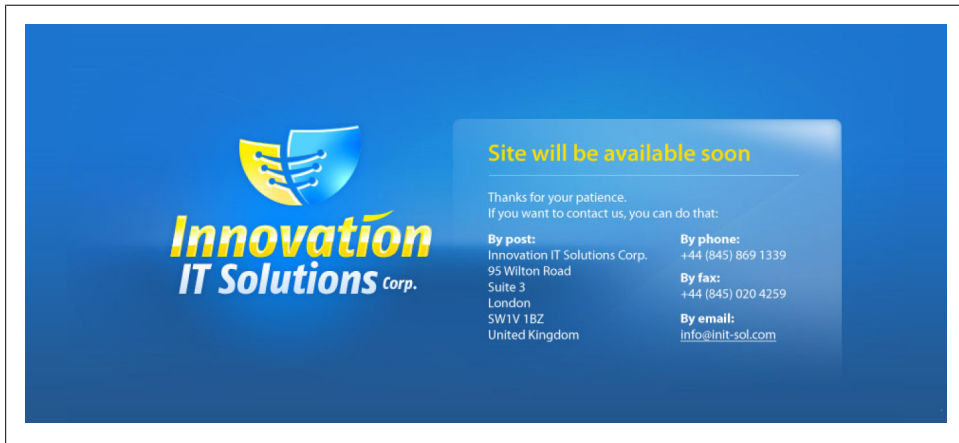 Innovation
IT Solutions Corp.
Site will be available soon
Thanks for your patience.
If you want to contact us, you can do that:
By post:
Innovation IT Solutions Corp.
95 Wilton Road
Suite 3
London
SW1V 1BZ
United Kingdom
By phone:
+44 (845) 869 1339
By fax:
+44 (845) 020 4259
By email:
info@init-sol.com